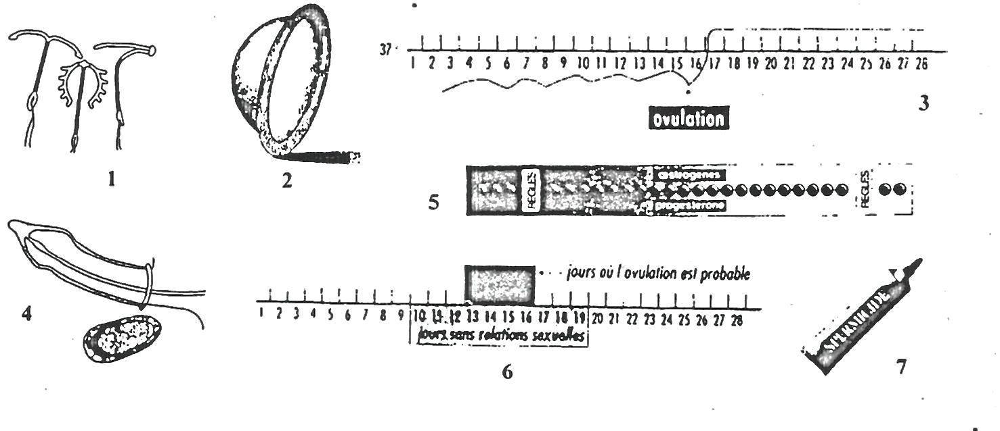 37
1 2 3 4 5 6 7 8 9 10 11 12 13 14 15 16 17 18 19 20 21 22 23 24 25 26 27 28
ovulation
1
2
3
5
REGLES
œstrogenes
progesterone
REGLES
4
jours où l'ovulation est probable
1 2 3 4 5 6 7 8 9 10 11 12 13 14 15 16 17 18 19 20 21 22 23 24 25 26 27 28
jours sans relations sexuelles
6
SPERMICIDE
7